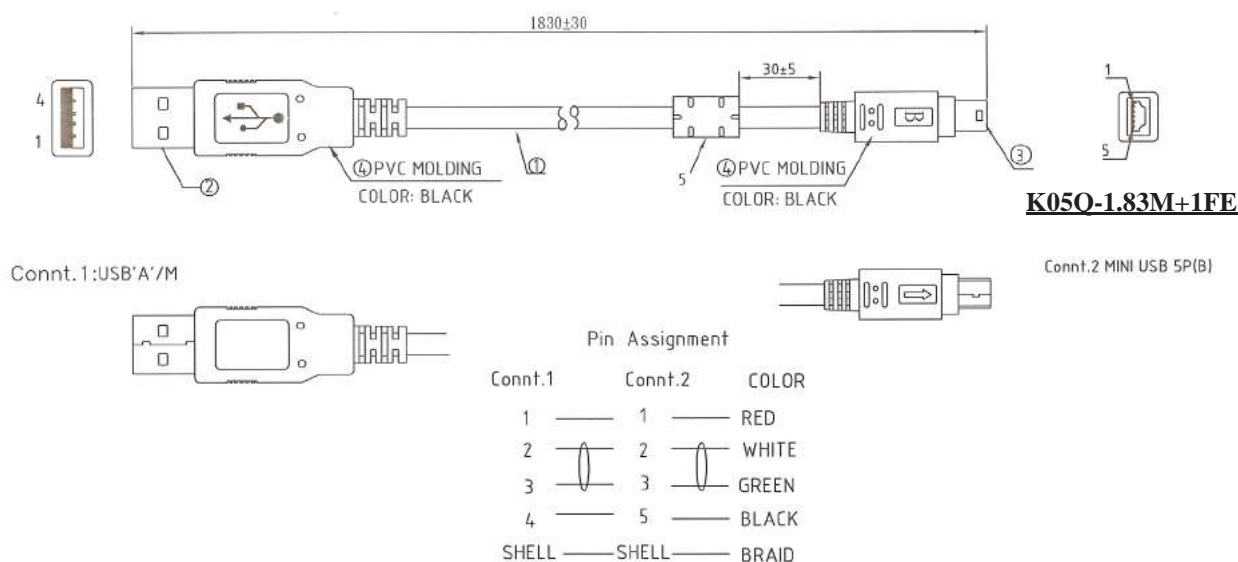 1830±30
30±5
4
1
1
5
④PVC MOLDING
COLOR: BLACK
①
②
5
④PVC MOLDING
COLOR: BLACK
B
③
K05Q-1.83M+1FE
Connt.1:USB'A'/M
Connt.2 MINI USB 5P(B)
Pin Assignment
Connt.1 Connt.2 COLOR
1 1 RED
2 2 WHITE
3 3 GREEN
4 5 BLACK
SHELL SHELL BRAID